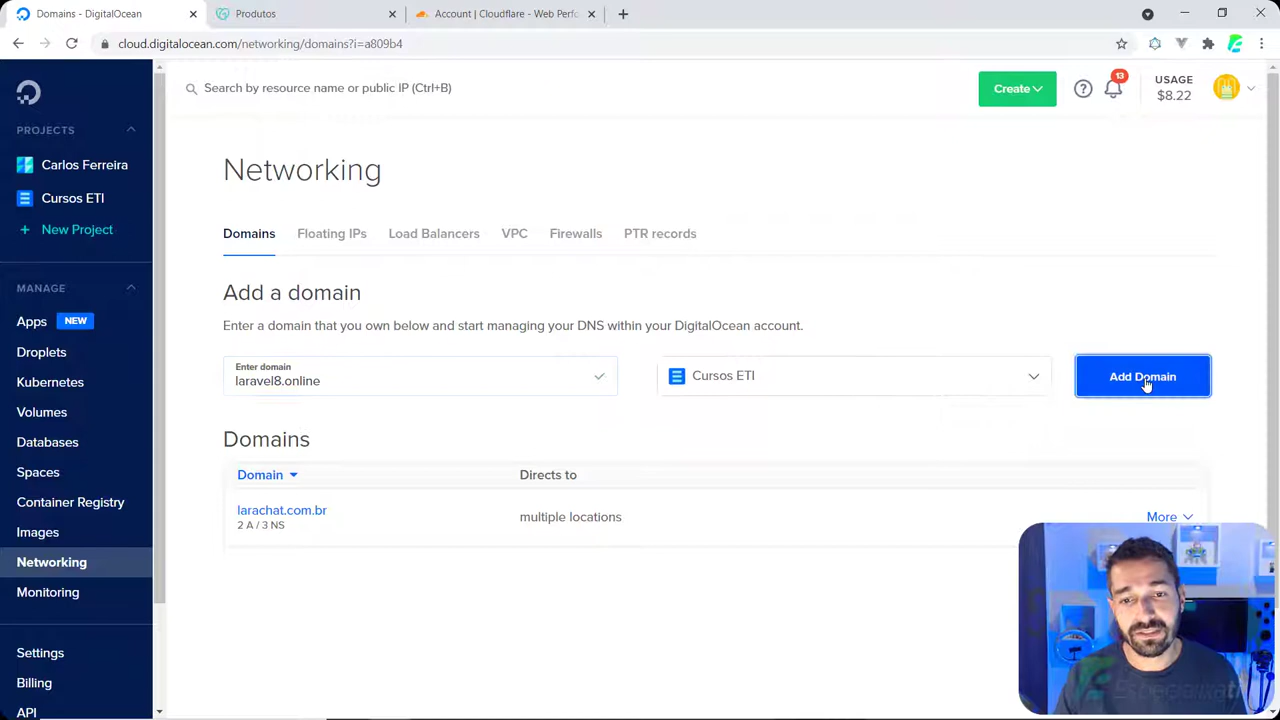 Domains - DigitalOcean
Produtos
Account | Cloudflare - Web Perfo
cloud.digitalocean.com/networking/domains?i=a809b4
Search by resource name or public IP (Ctrl+B)
Create
13
USAGE
$8.22
PROJECTS
Carlos Ferreira
Cursos ETI
+ New Project
MANAGE
Apps NEW
Droplets
Kubernetes
Volumes
Databases
Spaces
Container Registry
Images
Networking
Monitoring
Settings
Billing
API
Networking
Domains Floating IPs Load Balancers VPC Firewalls PTR records
Add a domain
Enter a domain that you own below and start managing your DNS within your DigitalOcean account.
Enter domain
laravel8.online
Cursos ETI
Add Domain
Domains
Domain Directs to
larachat.com.br multiple locations More
2 A / 3 NS